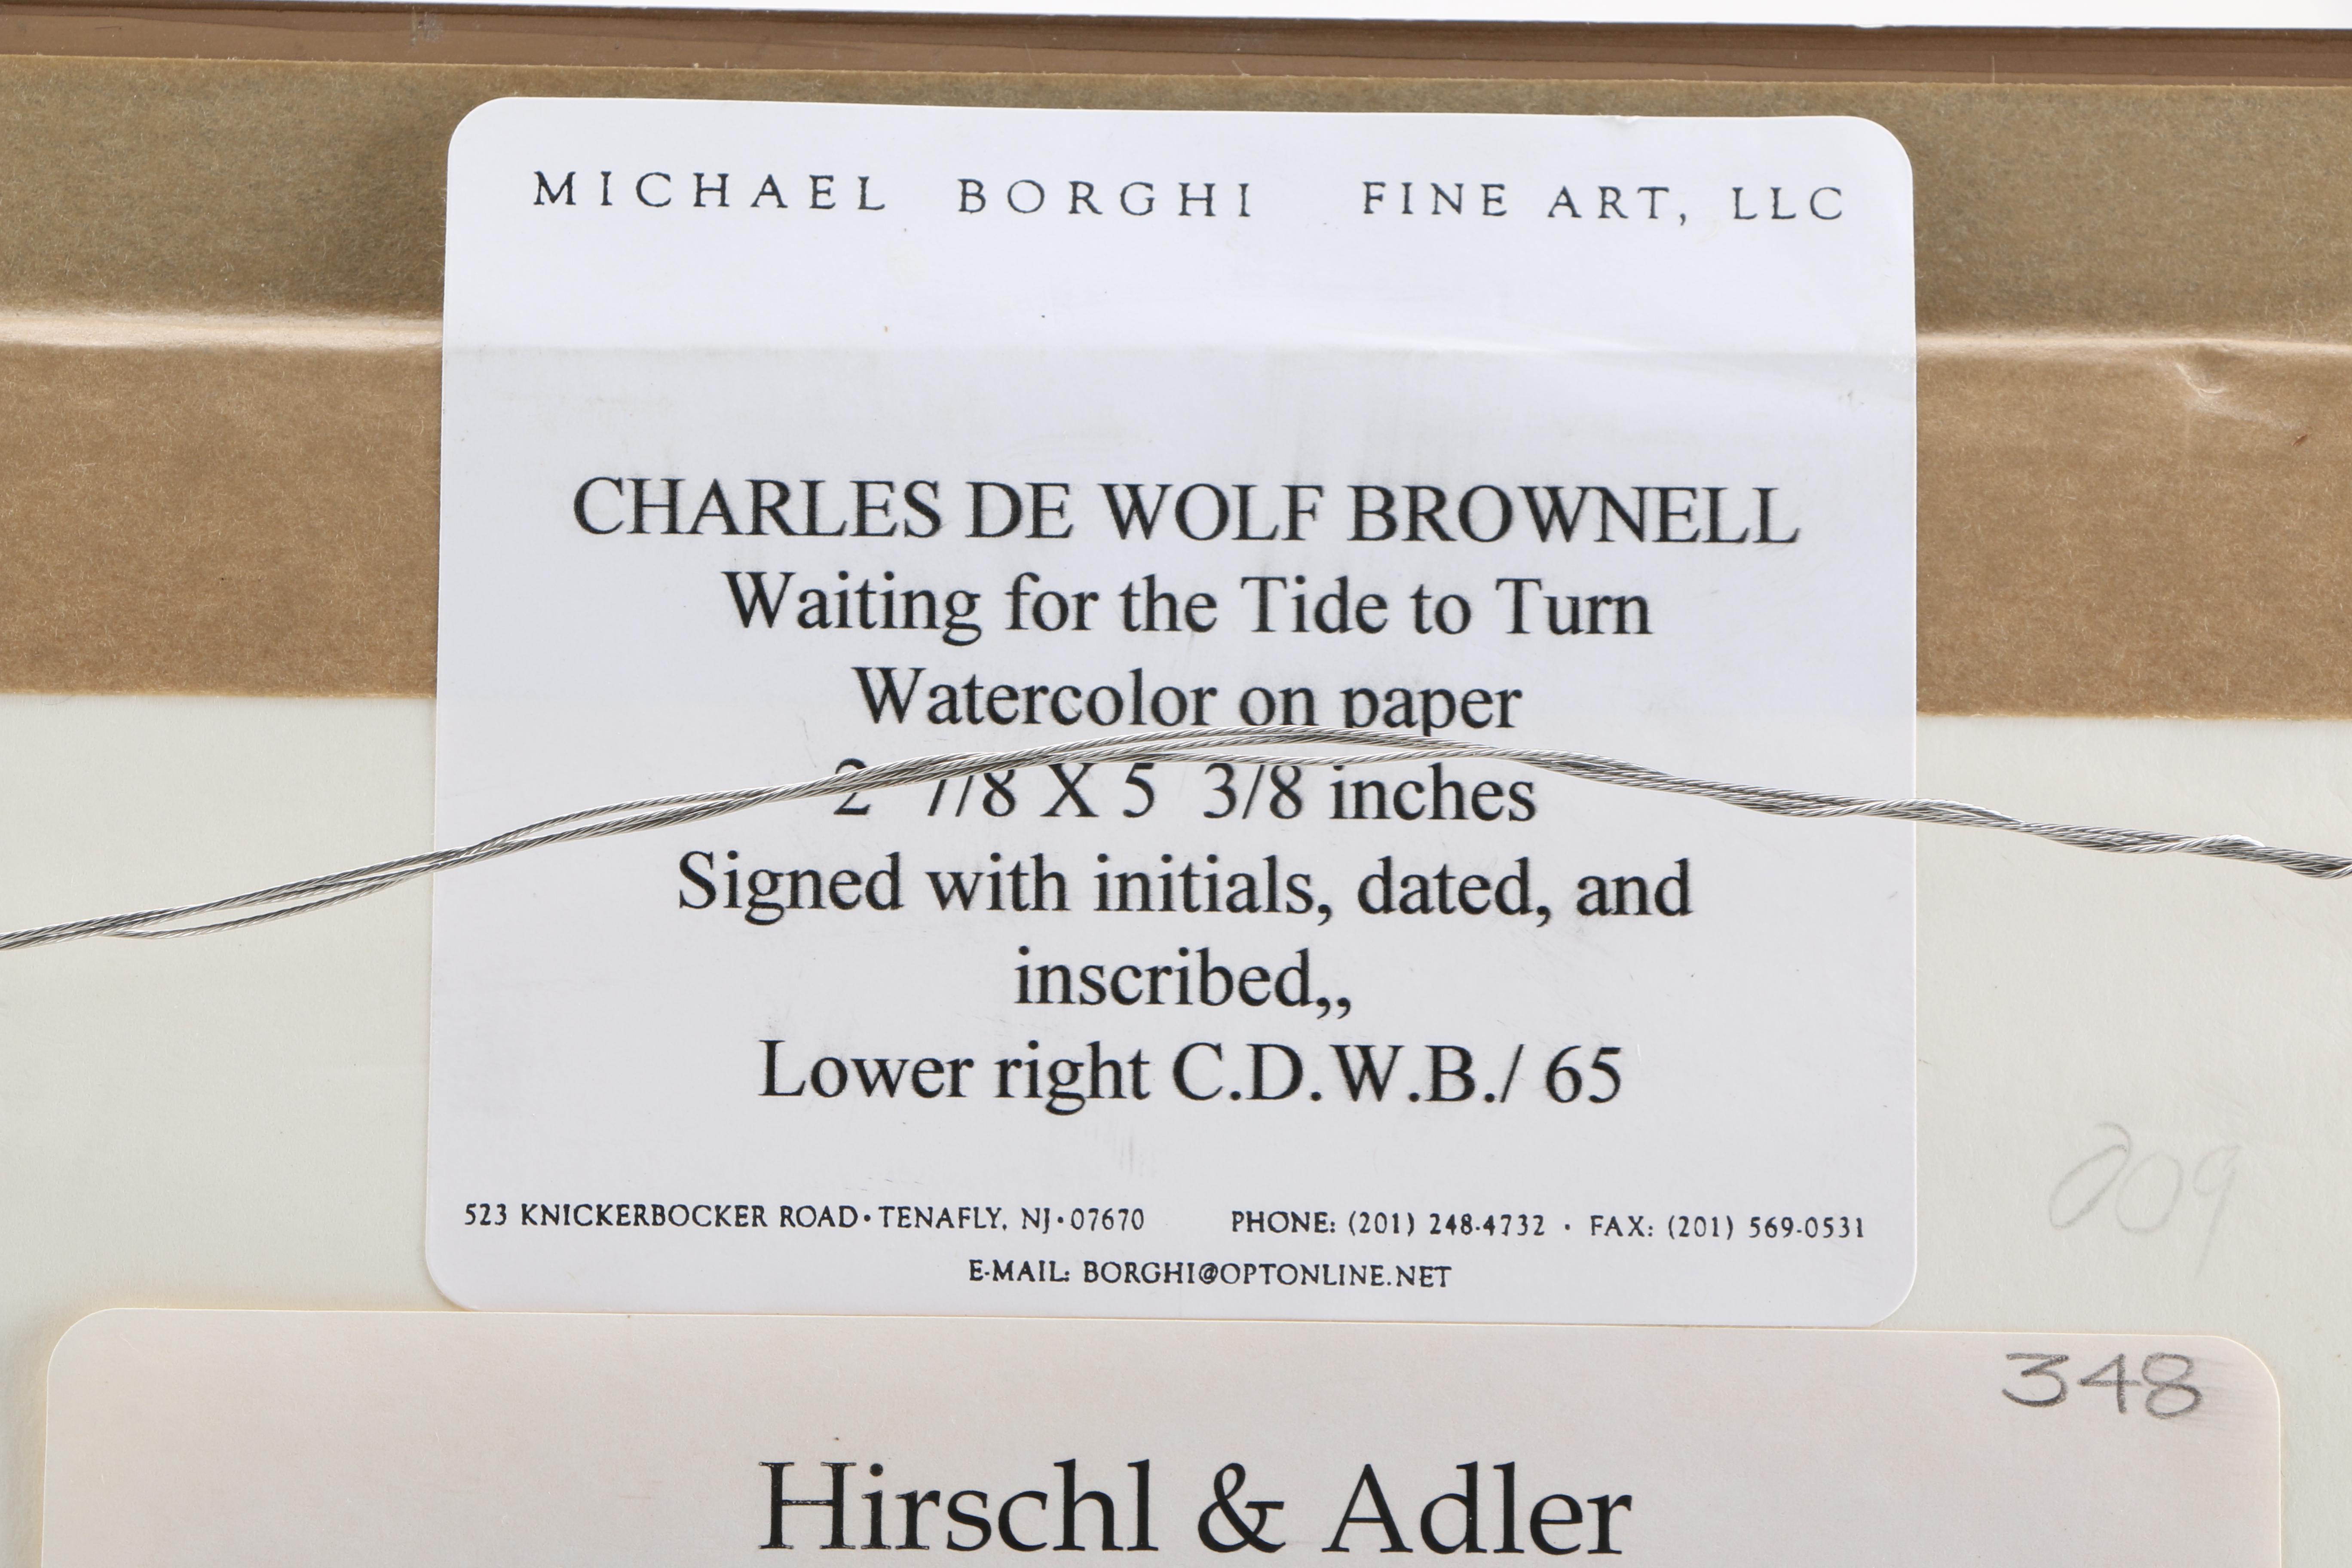 MICHAEL BORGHI FINE ART, LLC
CHARLES DE WOLF BROWNELL
Waiting for the Tide to Turn
Watercolor on paper
2 7/8 X 5 3/8 inches
Signed with initials, dated, and
inscribed,,
Lower right C.D.W.B./ 65
523 KNICKERBOCKER ROAD • TENAFLY, NJ • 07670 PHONE: (201) 248-4732 • FAX: (201) 569-0531
E-MAIL: BORGHI@OPTONLINE.NET
209
348
Hirschl & Adler